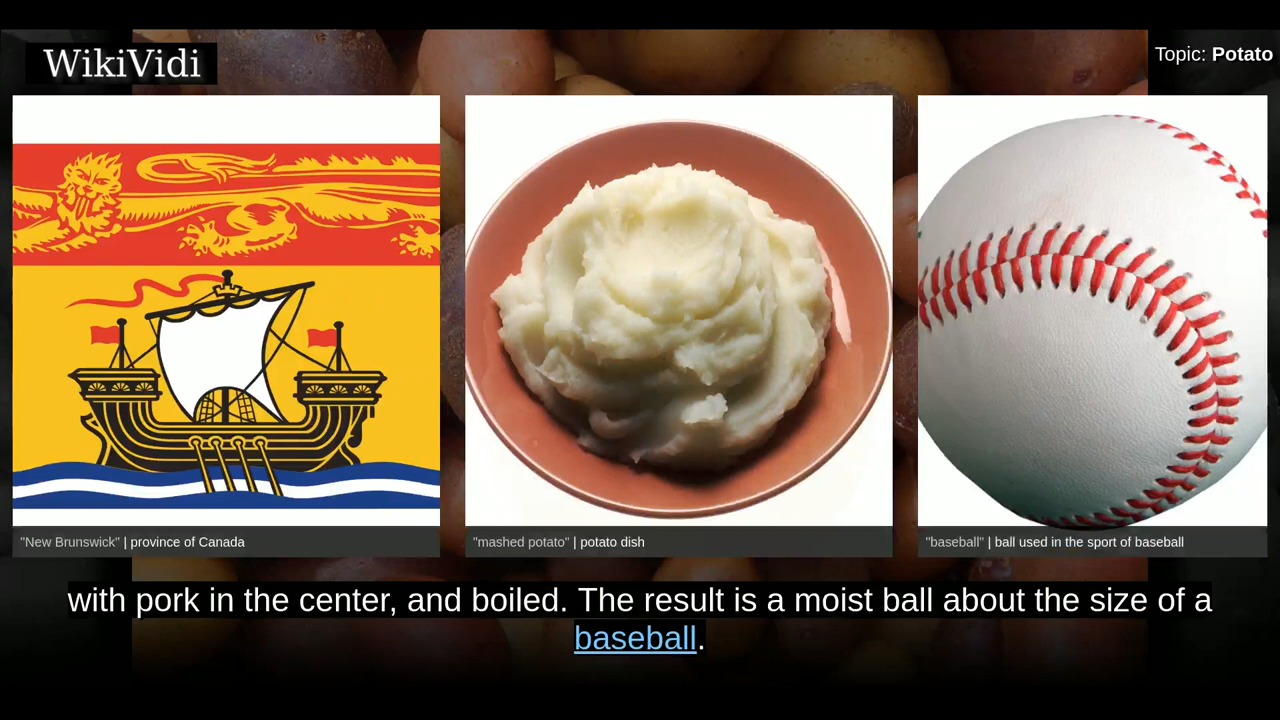 WikiVidi
Topic: Potato
"New Brunswick" | province of Canada
"mashed potato" | potato dish
"baseball" | ball used in the sport of baseball
with pork in the center, and boiled. The result is a moist ball about the size of a
baseball.